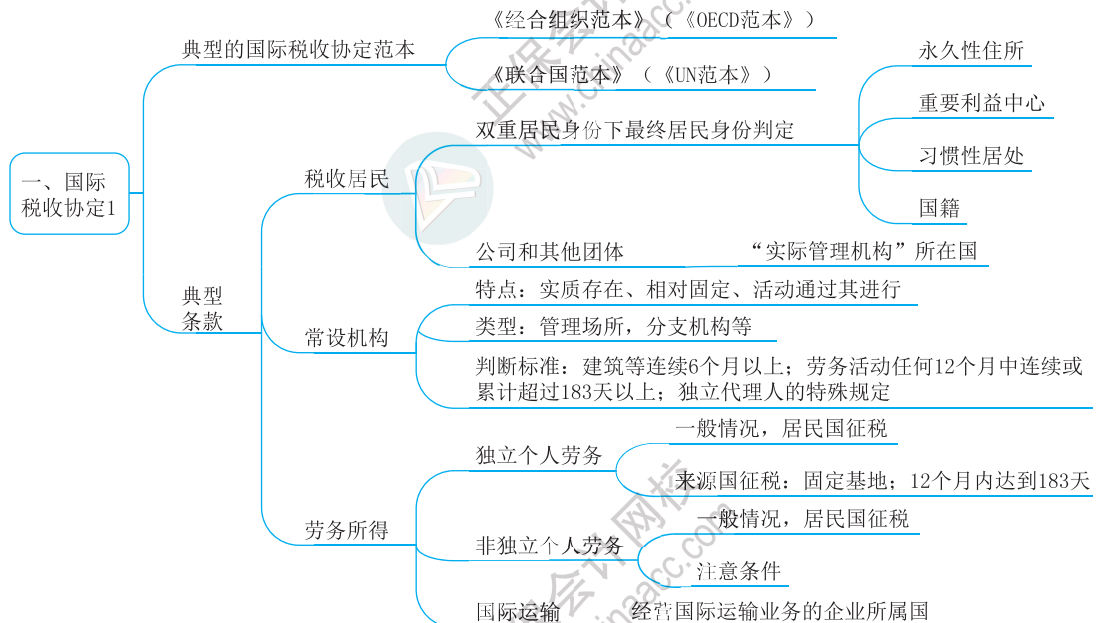 《经合组织范本》（《OECD范本》）
典型的国际税收协定范本
《联合国范本》（《UN范本》）
永久性住所
重要利益中心
双重居民身份下最终居民身份判定
习惯性居处
税收居民
国籍
一、国际
税收协定1
公司和其他团体
“实际管理机构”所在国
典型
条款
特点：实质存在、相对固定、活动通过其进行
常设机构
类型：管理场所，分支机构等
判断标准：建筑等连续6个月以上；劳务活动任何12个月中连续或
累计超过183天以上；独立代理人的特殊规定
独立个人劳务
一般情况，居民国征税
来源国征税：固定基地；12个月内达到183天
劳务所得
一般情况，居民国征税
非独立个人劳务
注意条件
国际运输
经营国际运输业务的企业所属国
正保会
www.chinaacc.com
会计网校
chinaacc.com